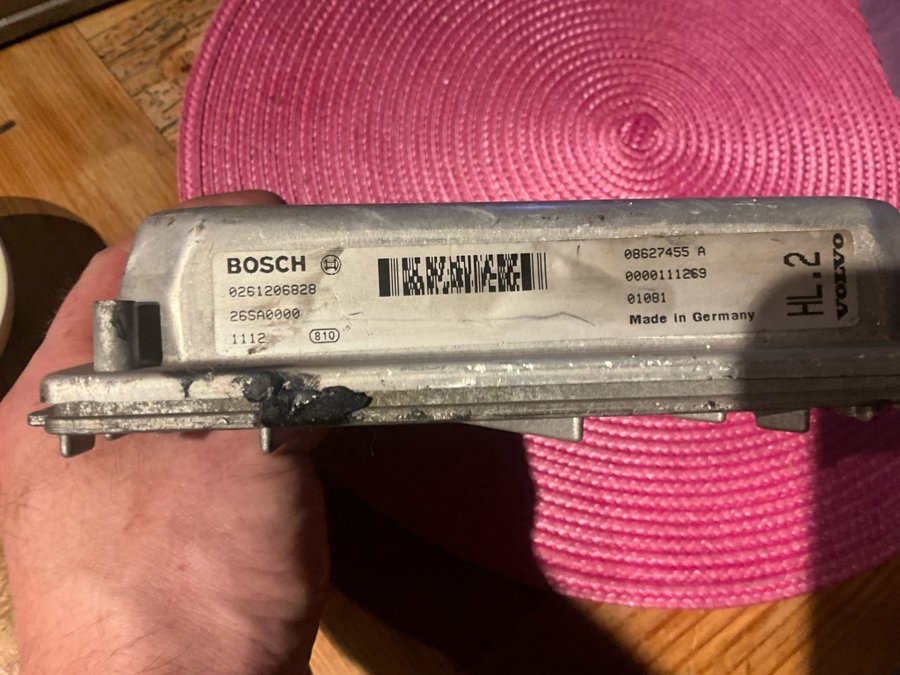 BOSCH
0261206828
26SA0000
1112 810
08627455 A
0000111269
01081
Made in Germany
HL.2
VOLVO